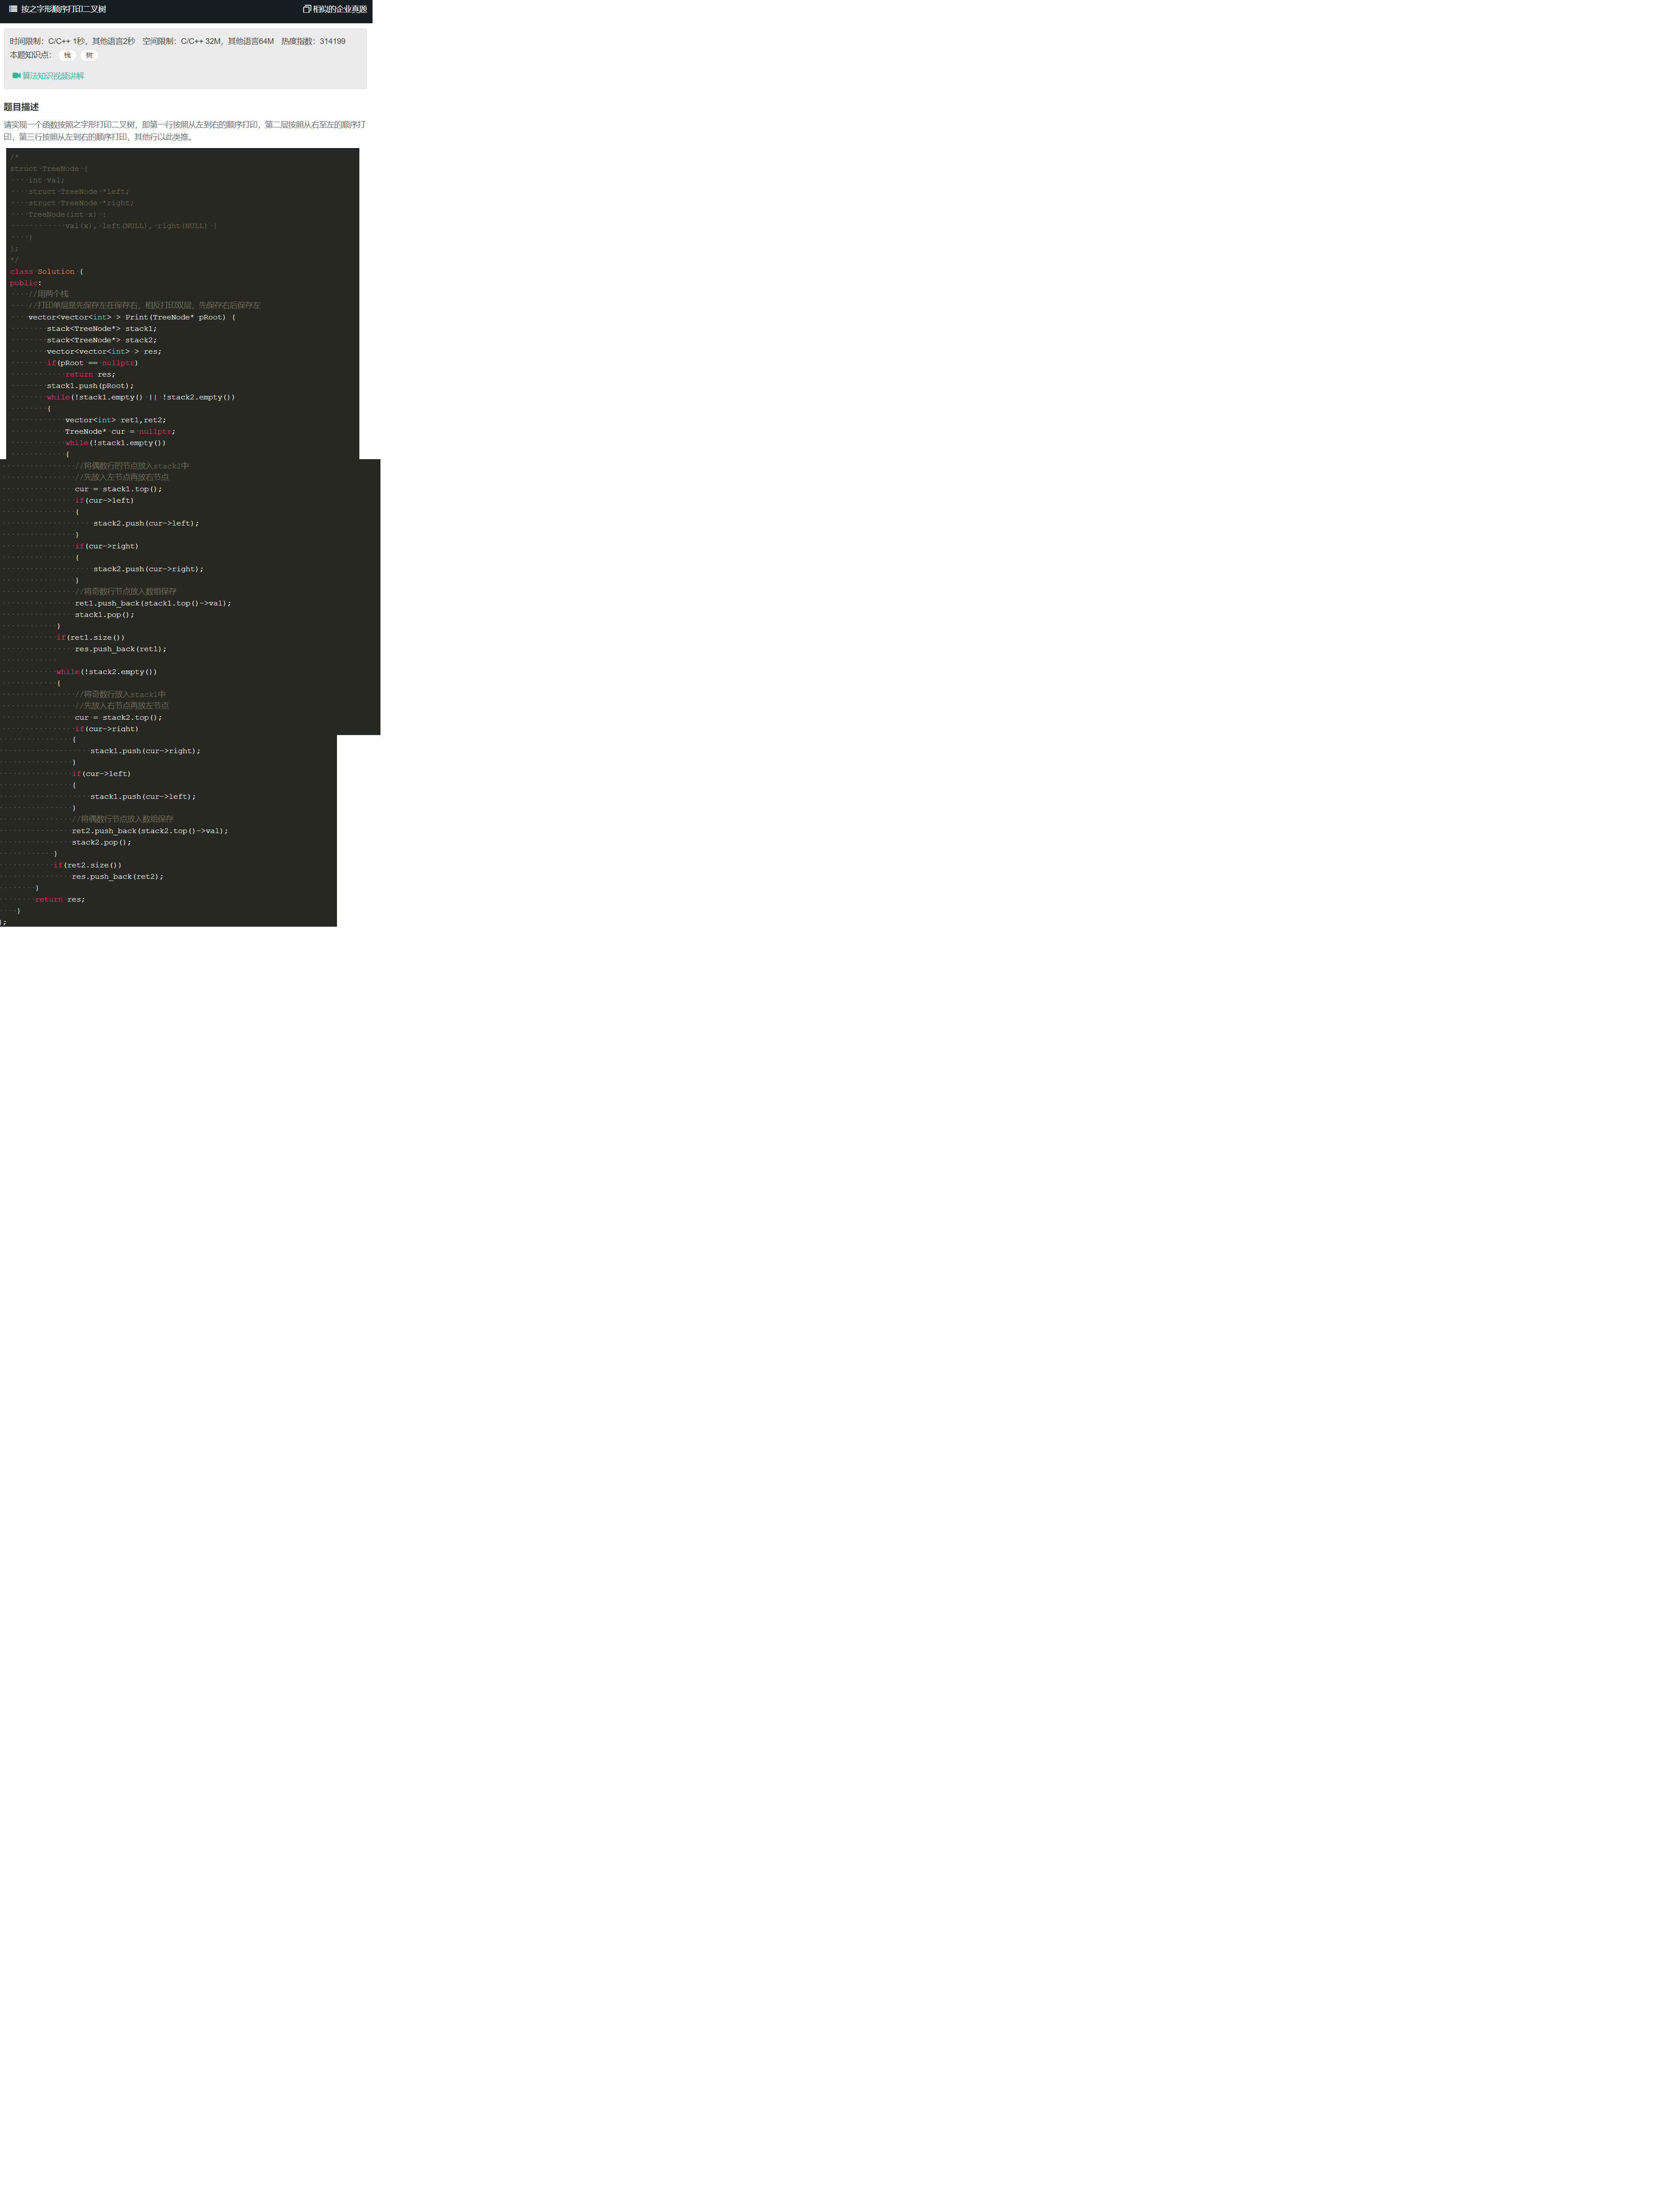 按之字形顺序打印二叉树 相似的企业真题
时间限制：C/C++ 1秒，其他语言2秒 空间限制：C/C++ 32M，其他语言64M 热度指数：314199
本题知识点： 栈 树
算法知识视频讲解
题目描述
请实现一个函数按照之字形打印二叉树，即第一行按照从左到右的顺序打印，第二层按照从右至左的顺序打
印，第三行按照从左到右的顺序打印，其他行以此类推。
/*
struct TreeNode {
    int val;
    struct TreeNode *left;
    struct TreeNode *right;
    TreeNode(int x) :
            val(x), left(NULL), right(NULL) {
    }
};
*/
class Solution {
public:
    //用两个栈
    //打印单层是先保存左在保存右，相反打印双层，先保存右后保存左
    vector<vector<int> > Print(TreeNode* pRoot) {
        stack<TreeNode*> stack1;
        stack<TreeNode*> stack2;
        vector<vector<int> > res;
        if(pRoot == nullptr)
            return res;
        stack1.push(pRoot);
        while(!stack1.empty() || !stack2.empty())
        {
            vector<int> ret1,ret2;
            TreeNode* cur = nullptr;
            while(!stack1.empty())
            {
                //将偶数行的节点放入stack2中
                //先放入左节点再放右节点
                cur = stack1.top();
                if(cur->left)
                {
                    stack2.push(cur->left);
                }
                if(cur->right)
                {
                    stack2.push(cur->right);
                }
                //将奇数行节点放入数组保存
                ret1.push_back(stack1.top()->val);
                stack1.pop();
            }
            if(ret1.size())
                res.push_back(ret1);
            while(!stack2.empty())
            {
                //将奇数行放入stack1中
                //先放入右节点再放左节点
                cur = stack2.top();
                if(cur->right)
                {
                    stack1.push(cur->right);
                }
                if(cur->left)
                {
                    stack1.push(cur->left);
                }
                //将偶数行节点放入数组保存
                ret2.push_back(stack2.top()->val);
                stack2.pop();
            }
            if(ret2.size())
                res.push_back(ret2);
        }
        return res;
    }
};